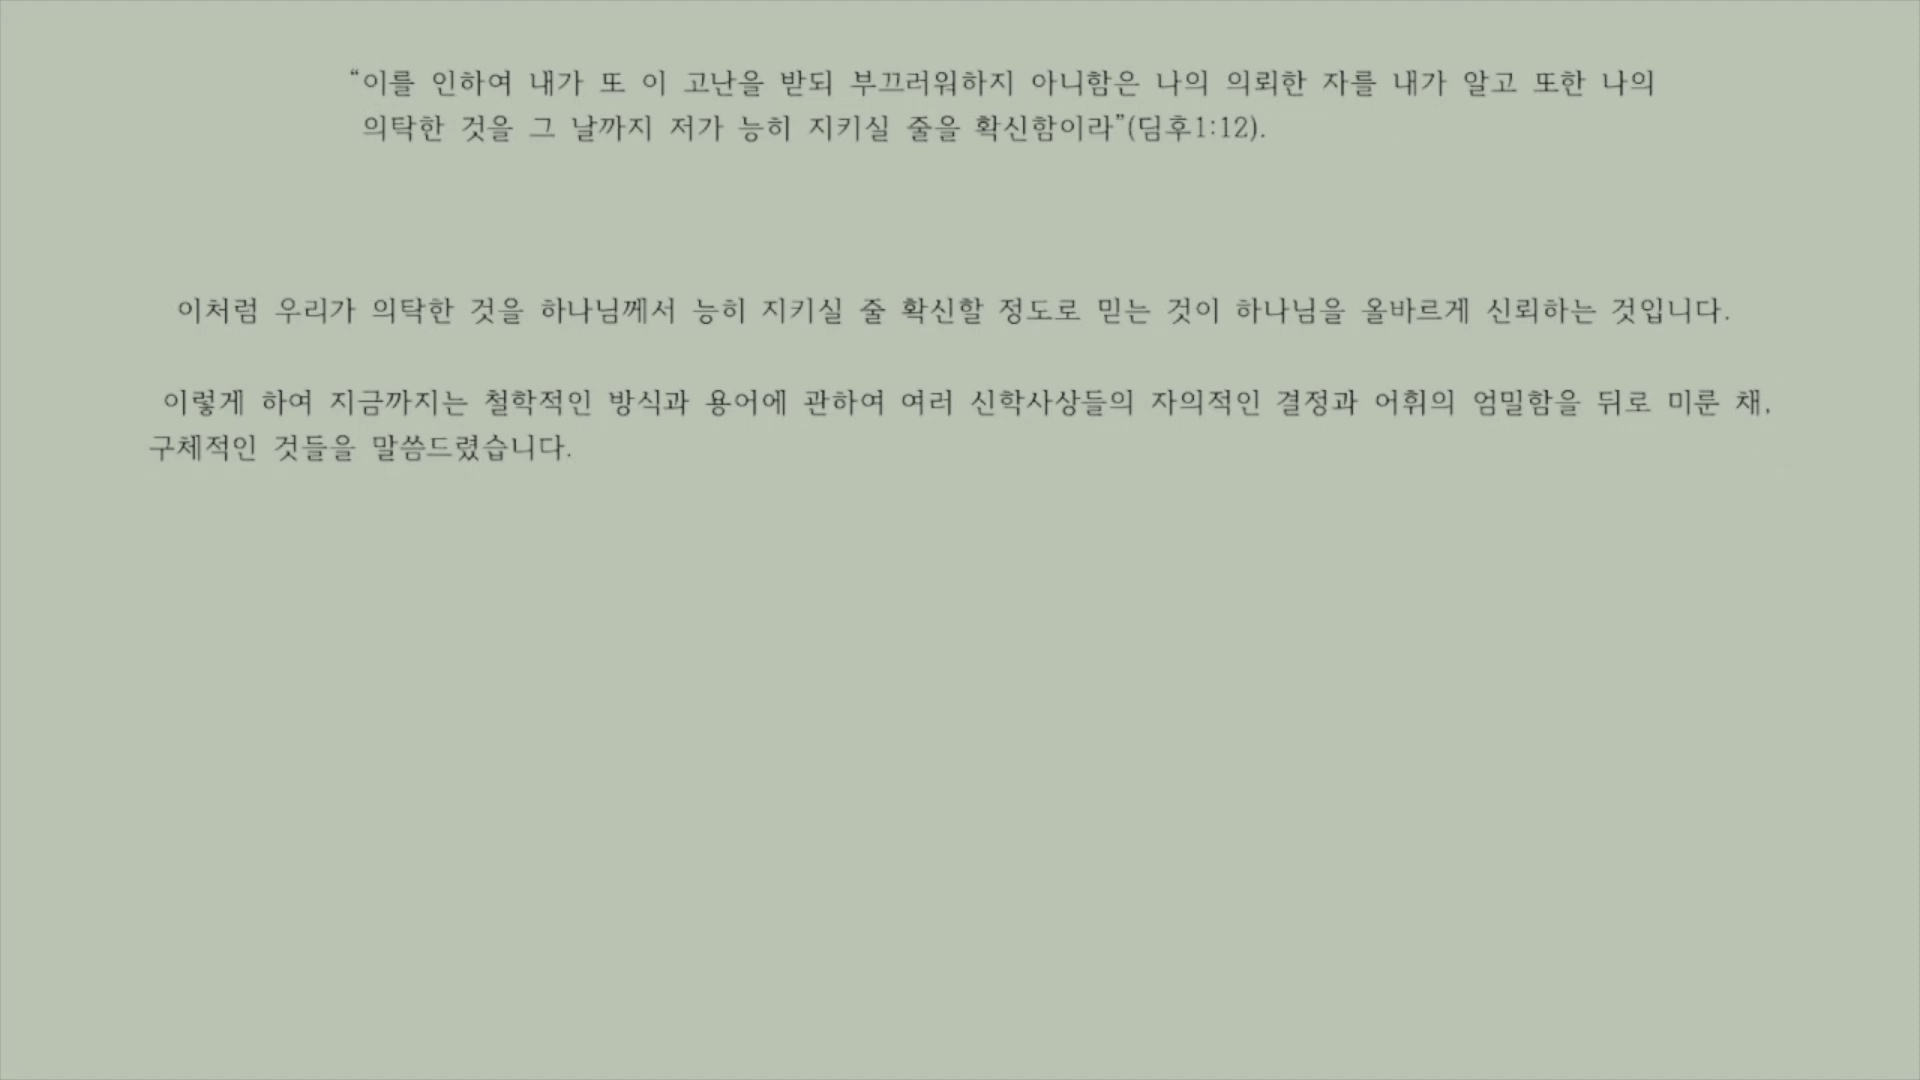 “이를 인하여 내가 또 이 고난을 받되 부끄러워하지 아니함은 나의 의뢰한 자를 내가 알고 또한 나의
의탁한 것을 그 날까지 저가 능히 지키실 줄을 확신함이라”(딤후1:12).
이처럼 우리가 의탁한 것을 하나님께서 능히 지키실 줄 확신할 정도로 믿는 것이 하나님을 올바르게 신뢰하는 것입니다.
이렇게 하여 지금까지는 철학적인 방식과 용어에 관하여 여러 신학사상들의 자의적인 결정과 어휘의 엄밀함을 뒤로 미룬 채,
구체적인 것들을 말씀드렸습니다.